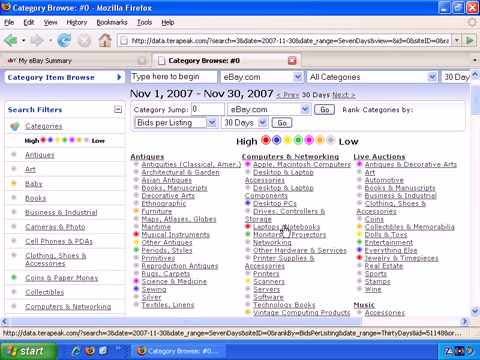 Category Browse: #0 - Mozilla Firefox
File Edit View History Bookmarks Tools Help
http://data.terapeak.com/?search=3&date=2007-11-30&date_range=SevenDays&view=&id=0&siteID=0&ra
My eBay Summary
Category Browse: #0
Category Item Browse
Type here to begin
eBay.com
All Categories
30 Day
Nov 1, 2007 - Nov 30, 2007 < Prev 30 Days Next >
Search Filters
Category Jump: 0
eBay.com
Go
Rank Categories by:
Bids per Listing
30 Days
Go
Categories
High
Low
Antiques
Art
Baby
Books
Business & Industrial
Cameras & Photo
Cell Phones & PDAs
Clothing, Shoes &
Accessories
Coins & Paper Money
Collectibles
Computers & Networking
High
Low
Antiques
Antiquities (Classical, Amer.)
Architectural & Garden
Asian Antiques
Books, Manuscripts
Decorative Arts
Ethnographic
Furniture
Maps, Atlases, Globes
Maritime
Musical Instruments
Other Antiques
Periods, Styles
Primitives
Reproduction Antiques
Rugs, Carpets
Science & Medicine
Sewing
Silver
Textiles, Linens
Computers & Networking
Apple, Macintosh Computers
Desktop & Laptop
Accessories
Desktop & Laptop
Components
Desktop PCs
Drives, Controllers &
Storage
Laptops, Notebooks
Monitors & Projectors
Networking
Other Hardware & Services
Printer Supplies &
Accessories
Printers
Scanners
Servers
Software
Technology Books
Vintage Computing Products
Live Auctions
Antiques & Decorative Arts
Art
Automotive
Books & Manuscripts
Business & Industrial
Clothing, Shoes &
Accessories
Coins
Collectibles & Memorabilia
Dolls & Toys
Entertainment
Everything Else
Jewelry & Timepieces
Real Estate
Sports
Stamps
Wine
Music
Accessories
http://data.terapeak.com/?search=3&date=2007-11-30&date_range=SevenDays&siteID=0&rankBy=BidsPerListing&date_range=ThirtyDays&id=51148&or...
start
Category Browse: #0...